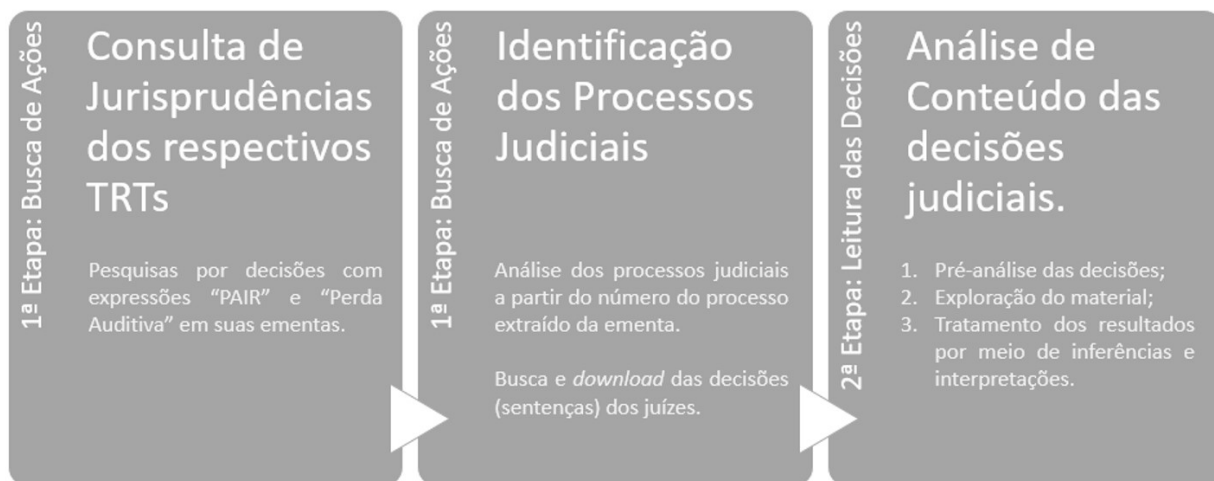 1ª Etapa: Busca de Ações
Consulta de
Jurisprudências
dos respectivos
TRTs
Pesquisas por decisões com
expressões “PAIR” e “Perda
Auditiva” em suas ementas.
1ª Etapa: Busca de Ações
Identificação
dos Processos
Judiciais
Análise dos processos judiciais
a partir do número do processo
extraído da ementa.
Busca e download das decisões
(sentenças) dos juízes.
2ª Etapa: Leitura das Decisões
Análise de
Conteúdo das
decisões
judiciais.
1. Pré-análise das decisões;
2. Exploração do material;
3. Tratamento dos resultados
por meio de inferências e
interpretações.